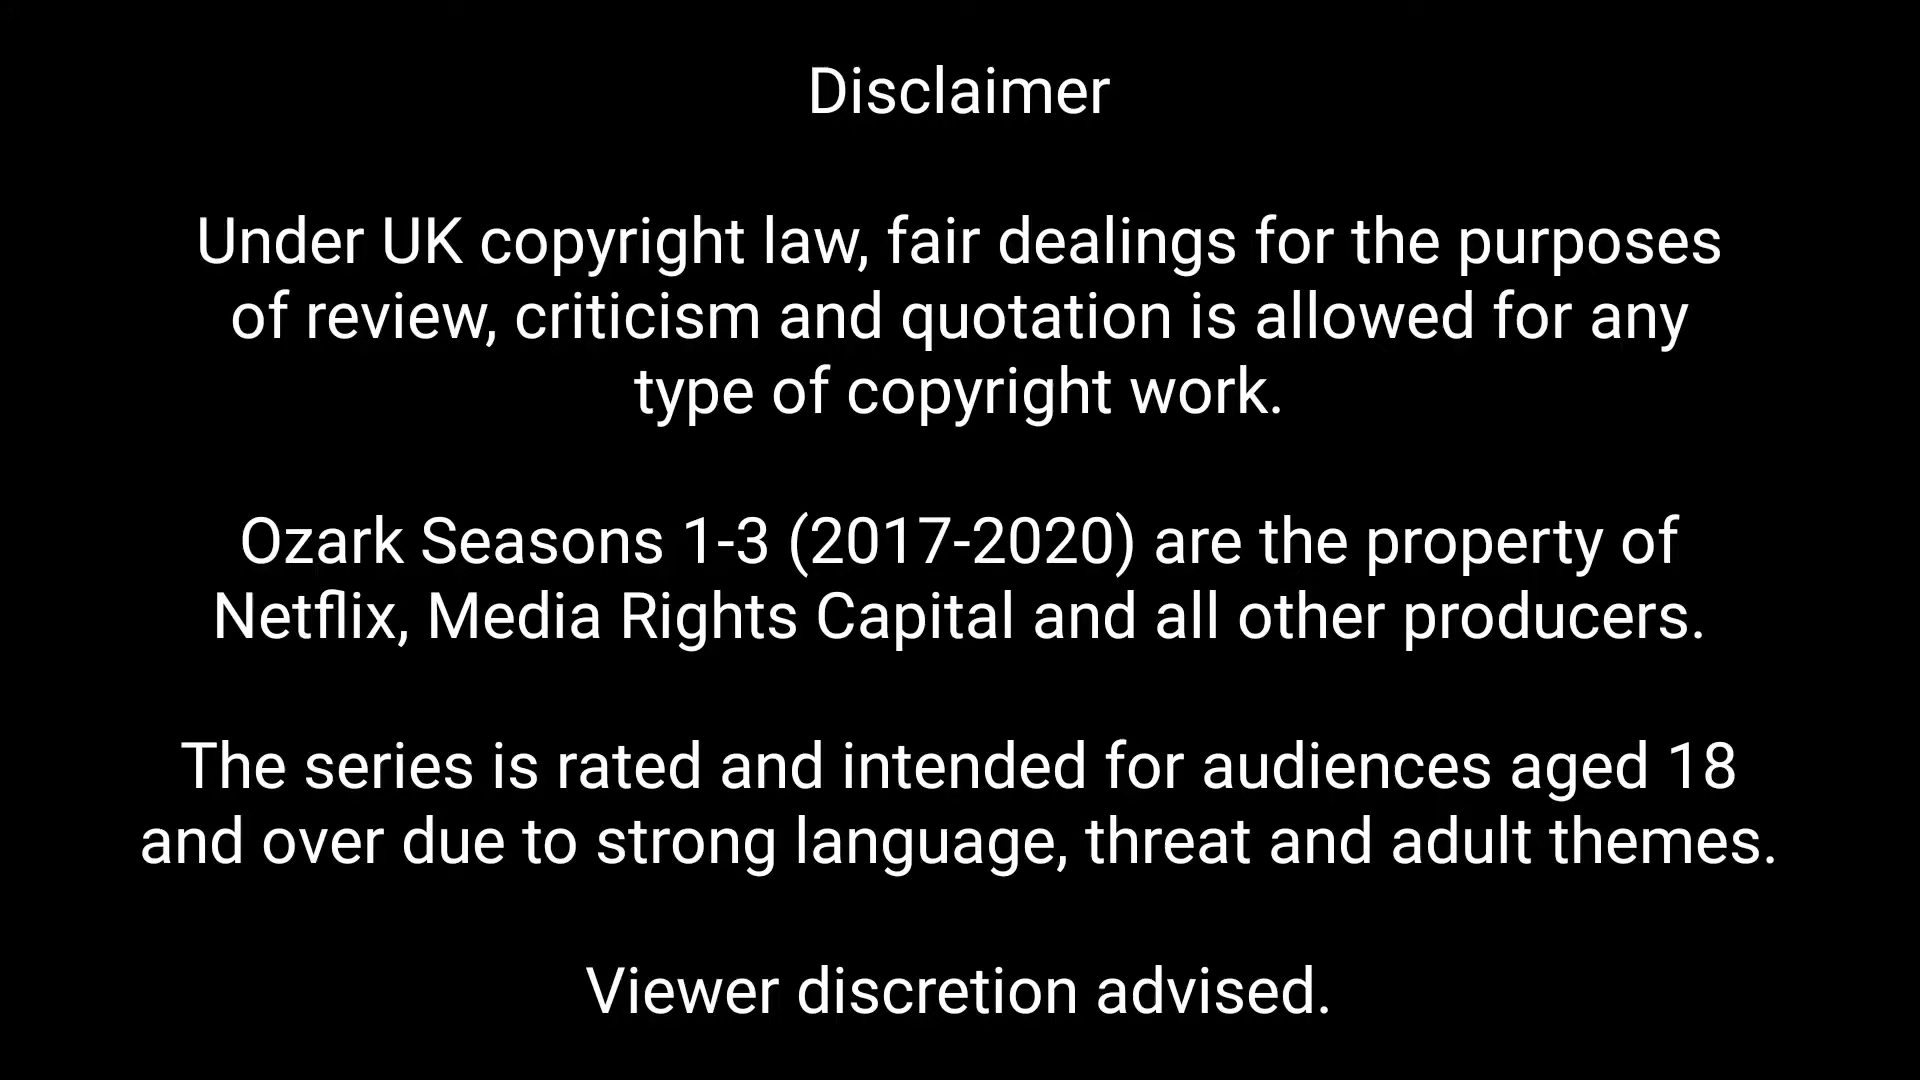 Disclaimer
Under UK copyright law, fair dealings for the purposes
of review, criticism and quotation is allowed for any
type of copyright work.
Ozark Seasons 1-3 (2017-2020) are the property of
Netflix, Media Rights Capital and all other producers.
The series is rated and intended for audiences aged 18
and over due to strong language, threat and adult themes.
Viewer discretion advised.